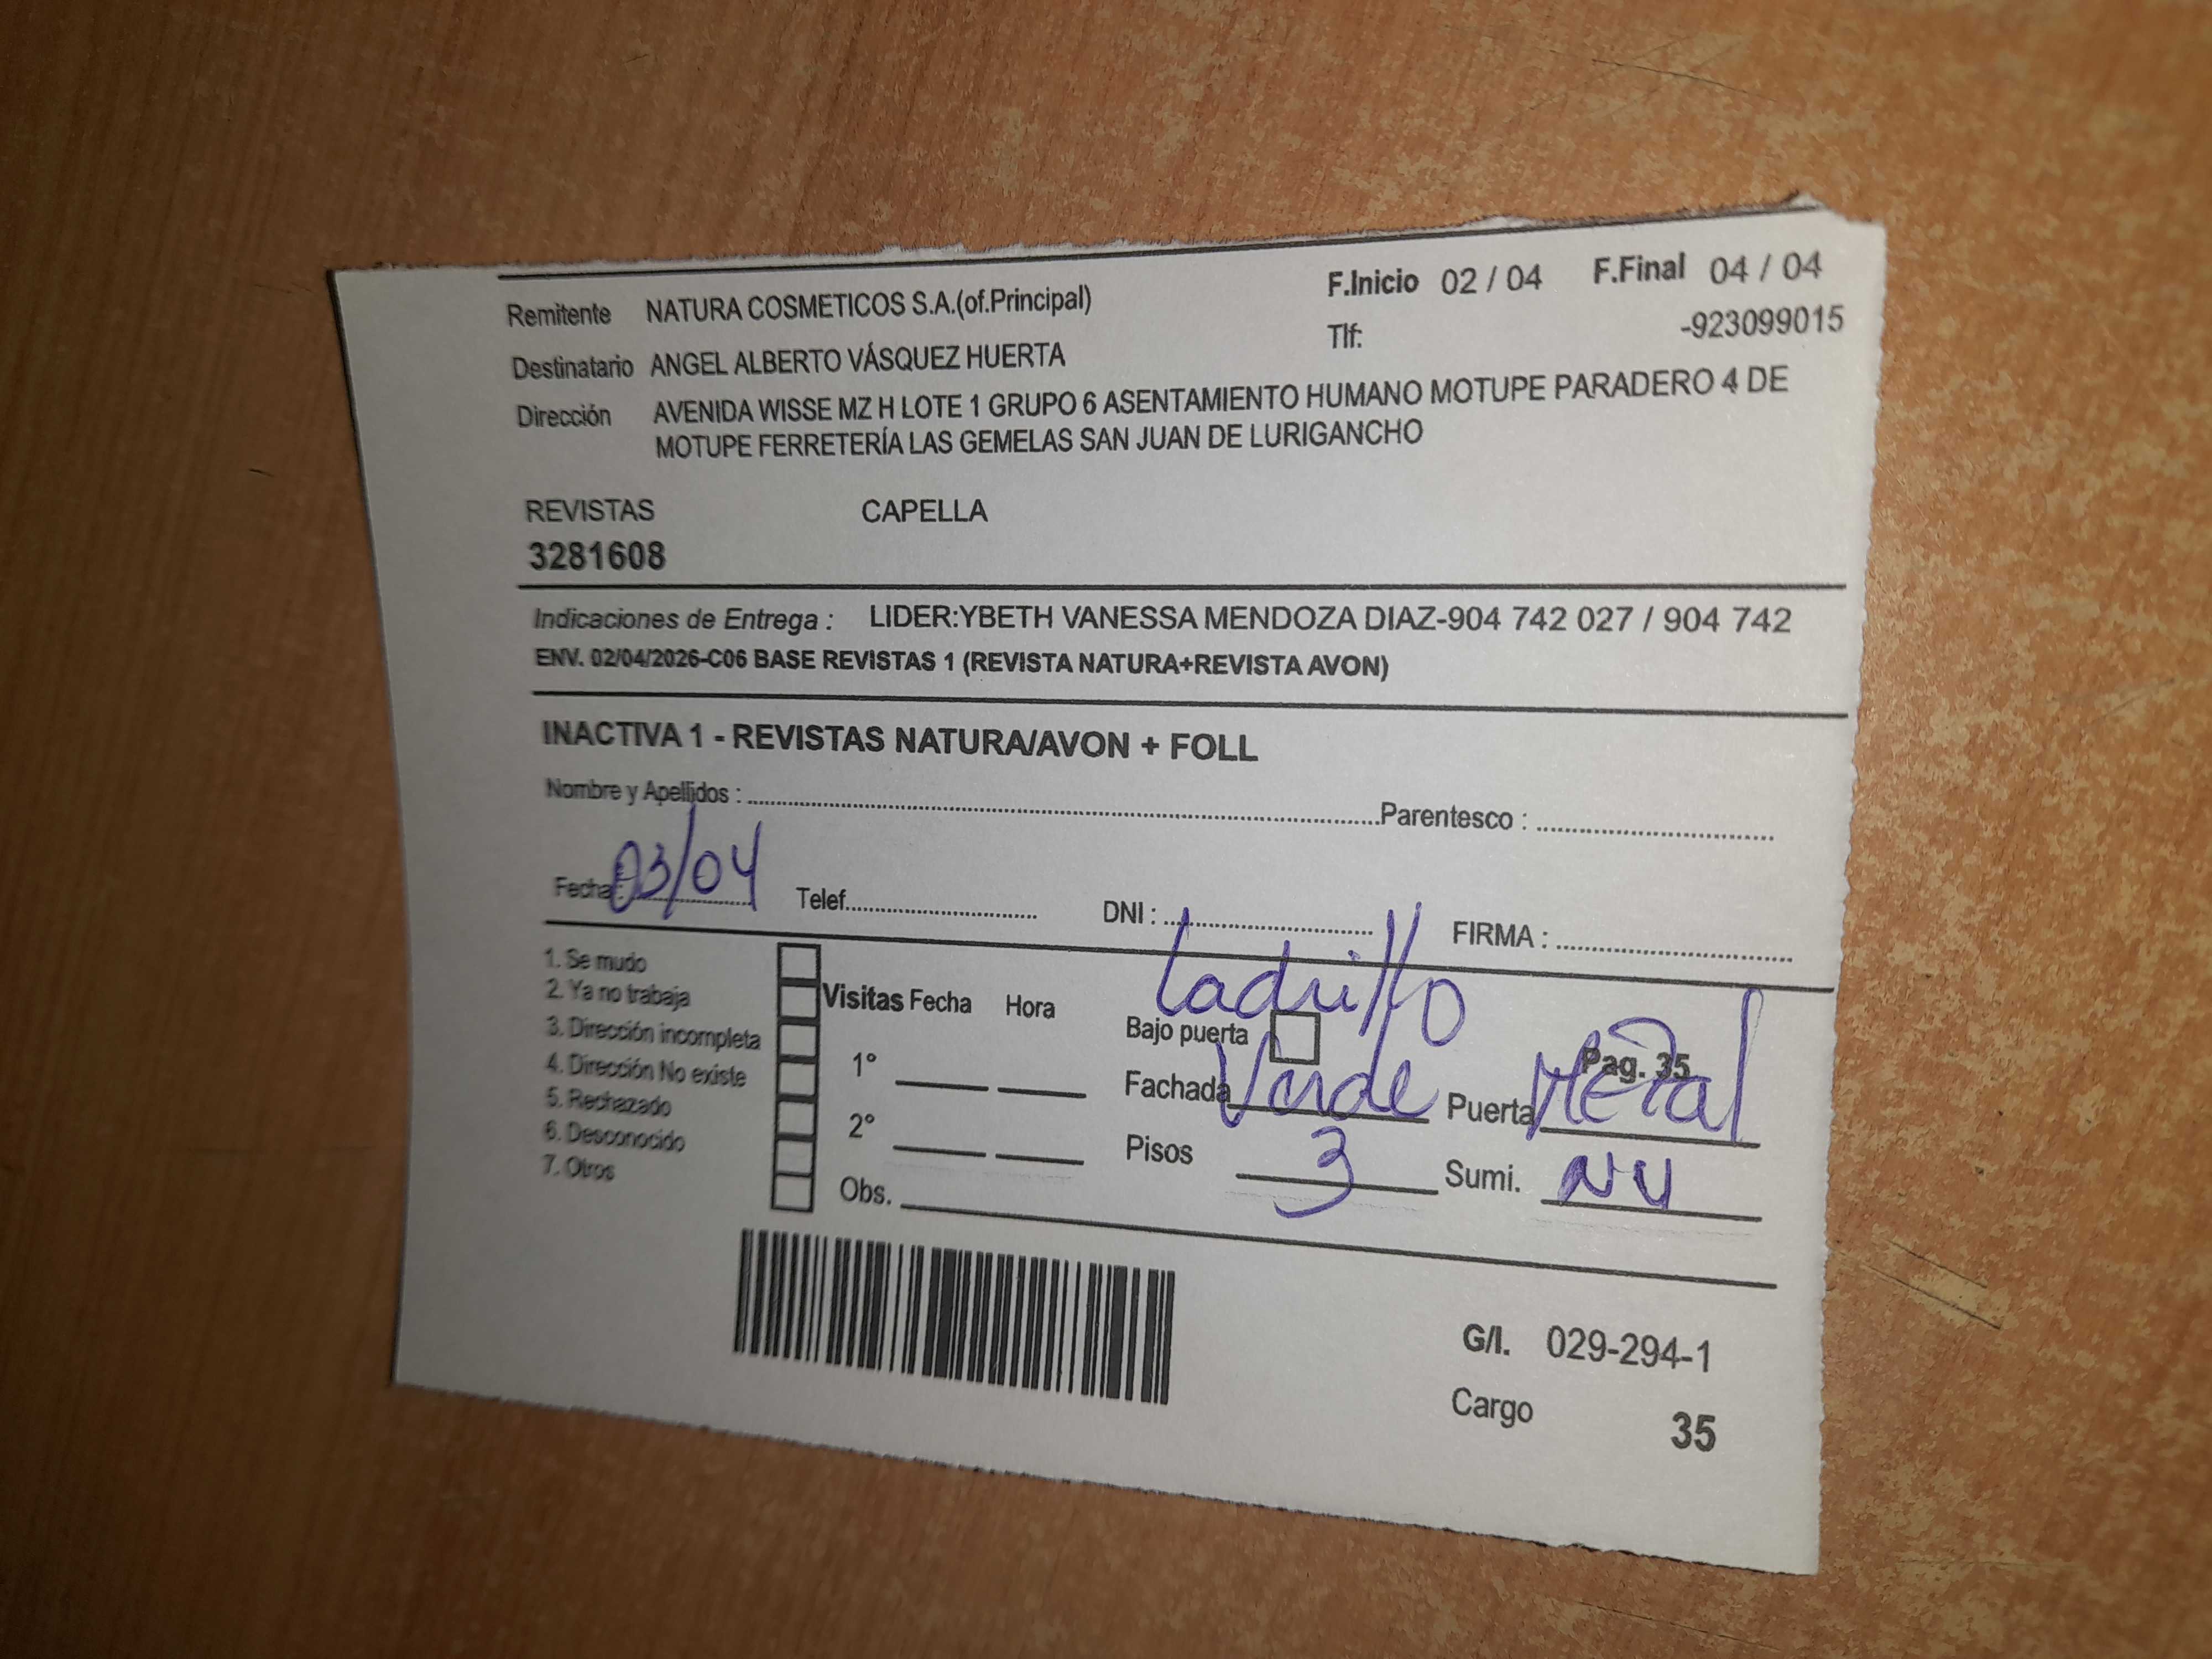 Remitente NATURA COSMETICOS S.A.(of.Principal) F.Inicio 02 / 04 F.Final 04 / 04
Destinatario ANGEL ALBERTO VÁSQUEZ HUERTA Tlf: -923099015
Dirección AVENIDA WISSE MZ H LOTE 1 GRUPO 6 ASENTAMIENTO HUMANO MOTUPE PARADERO 4 DE
MOTUPE FERRETERÍA LAS GEMELAS SAN JUAN DE LURIGANCHO
REVISTAS CAPELLA
3281608
Indicaciones de Entrega : LIDER:YBETH VANESSA MENDOZA DIAZ-904 742 027 / 904 742
ENV. 02/04/2026-C06 BASE REVISTAS 1 (REVISTA NATURA+REVISTA AVON)
INACTIVA 1 - REVISTAS NATURA/AVON + FOLL
Nombre y Apellidos : Parentesco :
Fecha : 03/04 Telef. DNI : FIRMA :
1. Se mudo
2. Ya no trabaja
3. Dirección incompleta
4. Dirección No existe
5. Rechazado
6. Desconocido
7. Otros
Visitas Fecha Hora
1°
2°
Obs.
Ladrillo
Bajo puerta Pag. 35
Fachada Verde Puerta Metal
Pisos 3 Sumi. NV
G/I. 029-294-1
Cargo 35